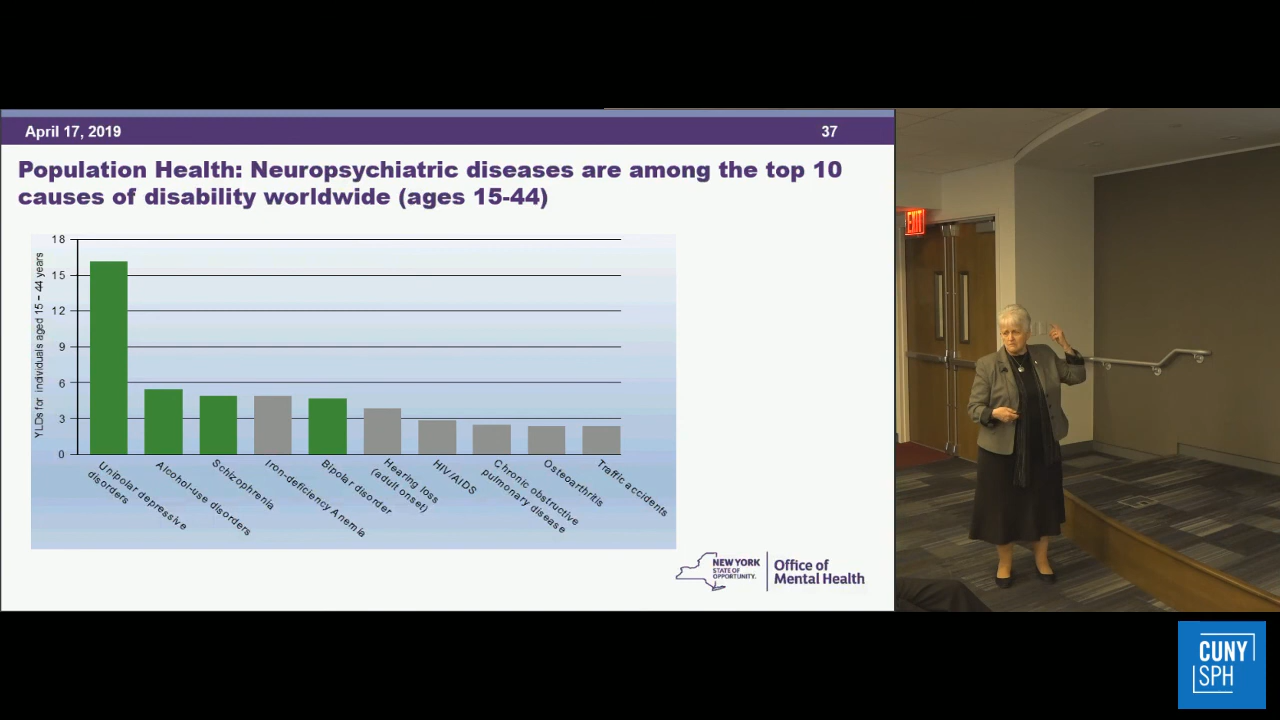 April 17, 2019
37
Population Health: Neuropsychiatric diseases are among the top 10
causes of disability worldwide (ages 15-44)
YLDs for individuals aged 15 – 44 years
18
15
12
9
6
3
0
Unipolar depressive
disorders
Alcohol-use disorders
Schizophrenia
Iron-deficiency Anemia
Bipolar disorder
Hearing loss
(adult onset)
HIV/AIDS
Chronic obstructive
pulmonary disease
Osteoarthritis
Traffic accidents
NEW YORK
STATE OF
OPPORTUNITY.
Office of
Mental Health
EXIT
CUNY
SPH